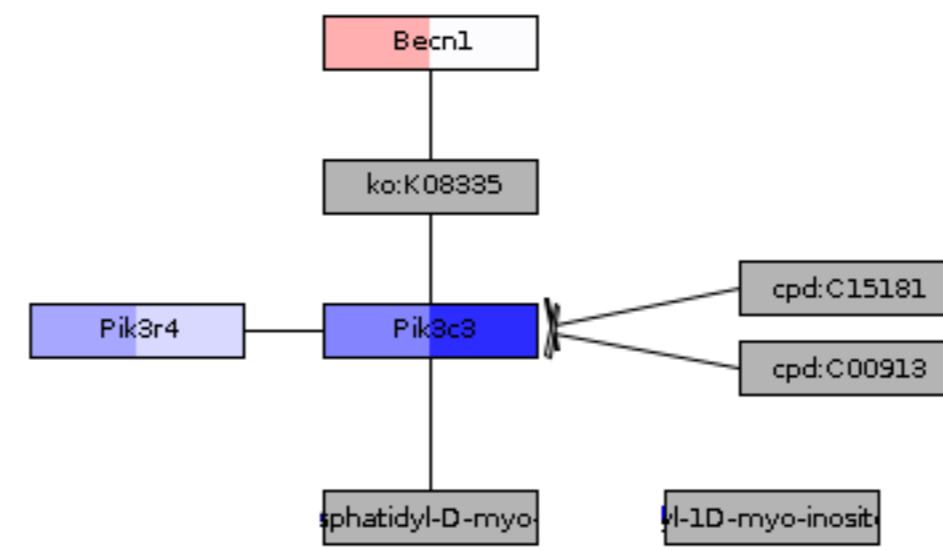 Becn1
ko:K08335
cpd:C15181
Pik3r4
Pik3c3
cpd:C00913
sphatidyl-D-myo-
yl-1D-myo-inosit